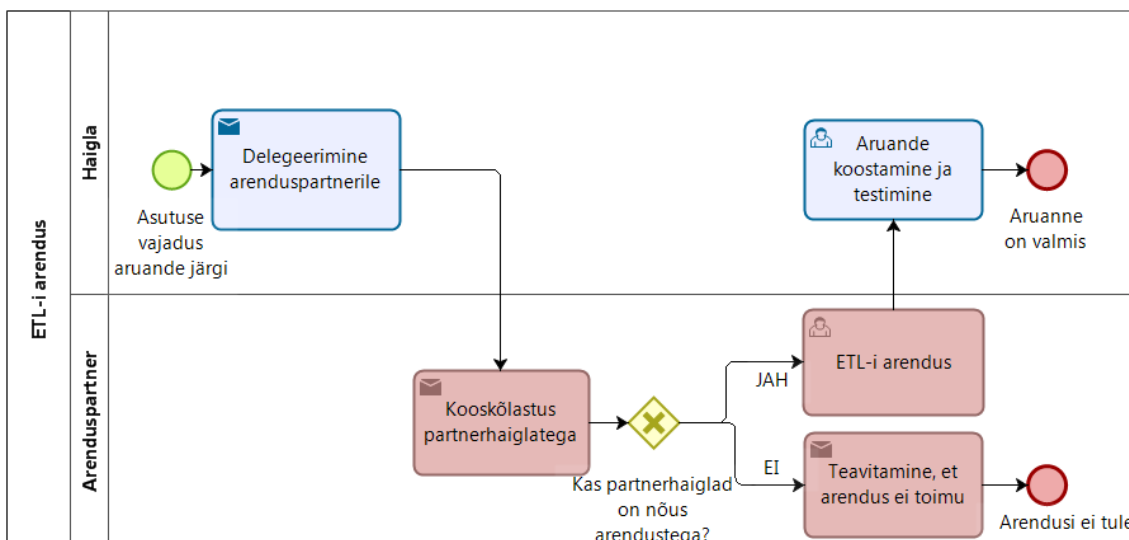 ETL-i arendus
Haigla
Delegeerimine
arenduspartnerile
Asutuse
vajadus
aruande järgi
Aruande
koostamine ja
testimine
Aruanne
on valmis
Arenduspartner
Kooskõlastus
partnerhaiglatega
Kas partnerhaiglad
on nõus
arendustega?
JAH
ETL-i arendus
EI
Teavitamine, et
arendus ei toimu
Arendusi ei tule